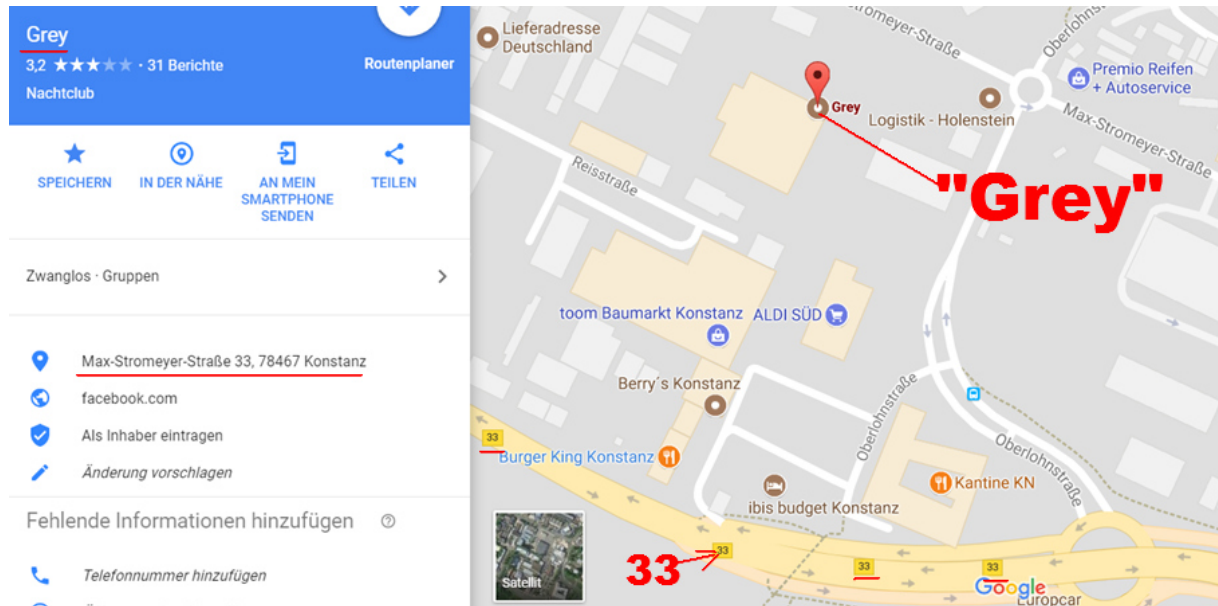 Grey
3,2 ★★★★★ · 31 Berichte
Routenplaner
Nachtclub
SPEICHERN
IN DER NÄHE
AN MEIN
SMARTPHONE
SENDEN
TEILEN
Zwanglos · Gruppen
Max-Stromeyer-Straße 33, 78467 Konstanz
facebook.com
Als Inhaber eintragen
Änderung vorschlagen
Fehlende Informationen hinzufügen
Telefonnummer hinzufügen
Lieferadresse
Deutschland
Oberlohnstraße
Premio Reifen
+ Autoservice
Grey
Logistik - Holenstein
Max-Stromeyer-Straße
Reisstraße
"Grey"
toom Baumarkt Konstanz
ALDI SÜD
Berry´s Konstanz
Oberlohnstraße
33
Burger King Konstanz
Oberlohnstraße
Kantine KN
ibis budget Konstanz
33
33
33
33
Satellit
Google
Europcar